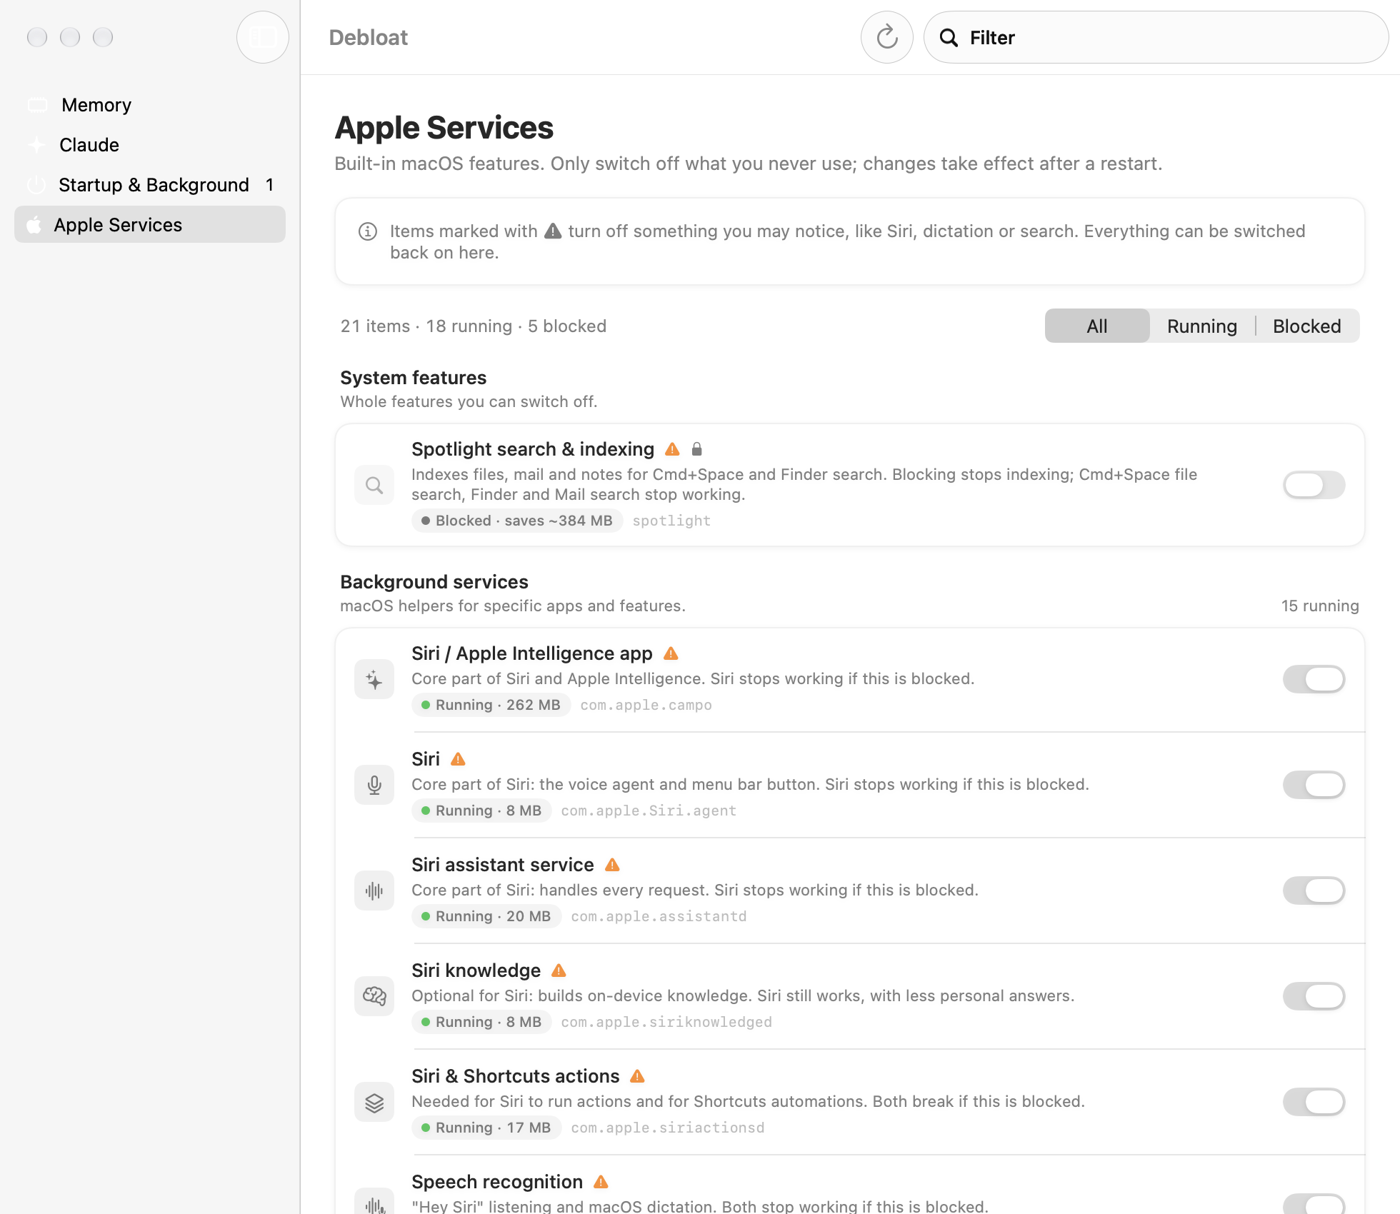 Debloat
Filter
Memory
Claude
Startup & Background 1
Apple Services
Apple Services
Built-in macOS features. Only switch off what you never use; changes take effect after a restart.
Items marked with turn off something you may notice, like Siri, dictation or search. Everything can be switched
back on here.
21 items · 18 running · 5 blocked
All Running Blocked
System features
Whole features you can switch off.
Spotlight search & indexing
Indexes files, mail and notes for Cmd+Space and Finder search. Blocking stops indexing; Cmd+Space file
search, Finder and Mail search stop working.
Blocked · saves ~384 MB spotlight
Background services
macOS helpers for specific apps and features. 15 running
Siri / Apple Intelligence app
Core part of Siri and Apple Intelligence. Siri stops working if this is blocked.
Running · 262 MB com.apple.campo
Siri
Core part of Siri: the voice agent and menu bar button. Siri stops working if this is blocked.
Running · 8 MB com.apple.Siri.agent
Siri assistant service
Core part of Siri: handles every request. Siri stops working if this is blocked.
Running · 20 MB com.apple.assistantd
Siri knowledge
Optional for Siri: builds on-device knowledge. Siri still works, with less personal answers.
Running · 8 MB com.apple.siriknowledged
Siri & Shortcuts actions
Needed for Siri to run actions and for Shortcuts automations. Both break if this is blocked.
Running · 17 MB com.apple.siriactionsd
Speech recognition
"Hey Siri" listening and macOS dictation. Both stop working if this is blocked.